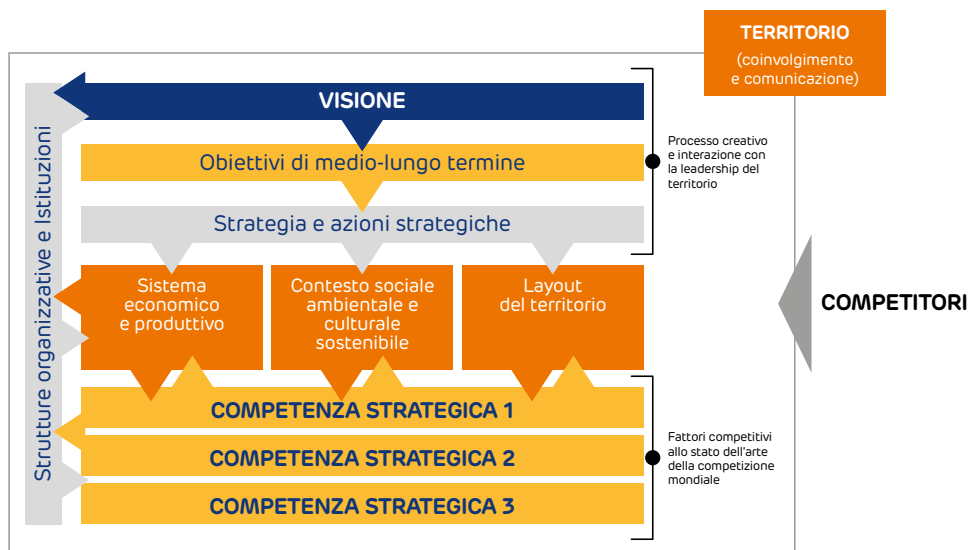 TERRITORIO
(coinvolgimento
e comunicazione)
VISIONE
Obiettivi di medio-lungo termine
Strategia e azioni strategiche
Processo creativo
e interazione con
la leadership del
territorio
Strutture organizzative e Istituzioni
Sistema
economico
e produttivo
Contesto sociale
ambientale e
culturale
sostenibile
Layout
del territorio
COMPETITORI
COMPETENZA STRATEGICA 1
COMPETENZA STRATEGICA 2
COMPETENZA STRATEGICA 3
Fattori competitivi
allo stato dell'arte
della competizione
mondiale